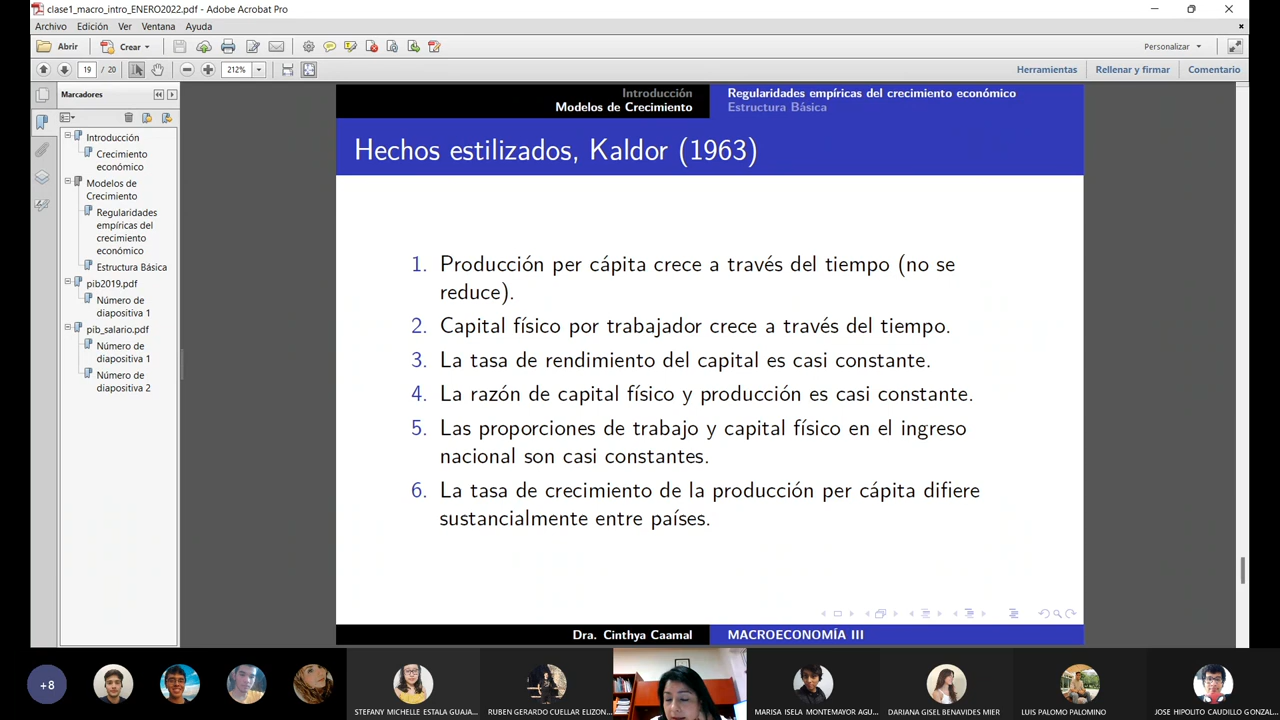 clase1_macro_intro_ENERO2022.pdf - Adobe Acrobat Pro
Archivo Edición Ver Ventana Ayuda
Abrir Crear Personalizar
19 / 20 212% Herramientas Rellenar y firmar Comentario
Marcadores
Introducción
Crecimiento
económico
Modelos de
Crecimiento
Regularidades
empíricas del
crecimiento
económico
Estructura Básica
pib2019.pdf
Número de
diapositiva 1
pib_salario.pdf
Número de
diapositiva 1
Número de
diapositiva 2
Introducción
Modelos de Crecimiento
Regularidades empíricas del crecimiento económico
Estructura Básica
Hechos estilizados, Kaldor (1963)
1. Producción per cápita crece a través del tiempo (no se
reduce).
2. Capital físico por trabajador crece a través del tiempo.
3. La tasa de rendimiento del capital es casi constante.
4. La razón de capital físico y producción es casi constante.
5. Las proporciones de trabajo y capital físico en el ingreso
nacional son casi constantes.
6. La tasa de crecimiento de la producción per cápita difiere
sustancialmente entre países.
Dra. Cinthya Caamal MACROECONOMÍA III
+8
STEFANY MICHELLE ESTALA GUAJA...
RUBEN GERARDO CUELLAR ELIZON...
MARISA ISELA MONTEMAYOR AGU...
DARIANA GISEL BENAVIDES MIER
LUIS PALOMO PALOMINO
JOSE HIPOLITO CAUDILLO GONZAL...